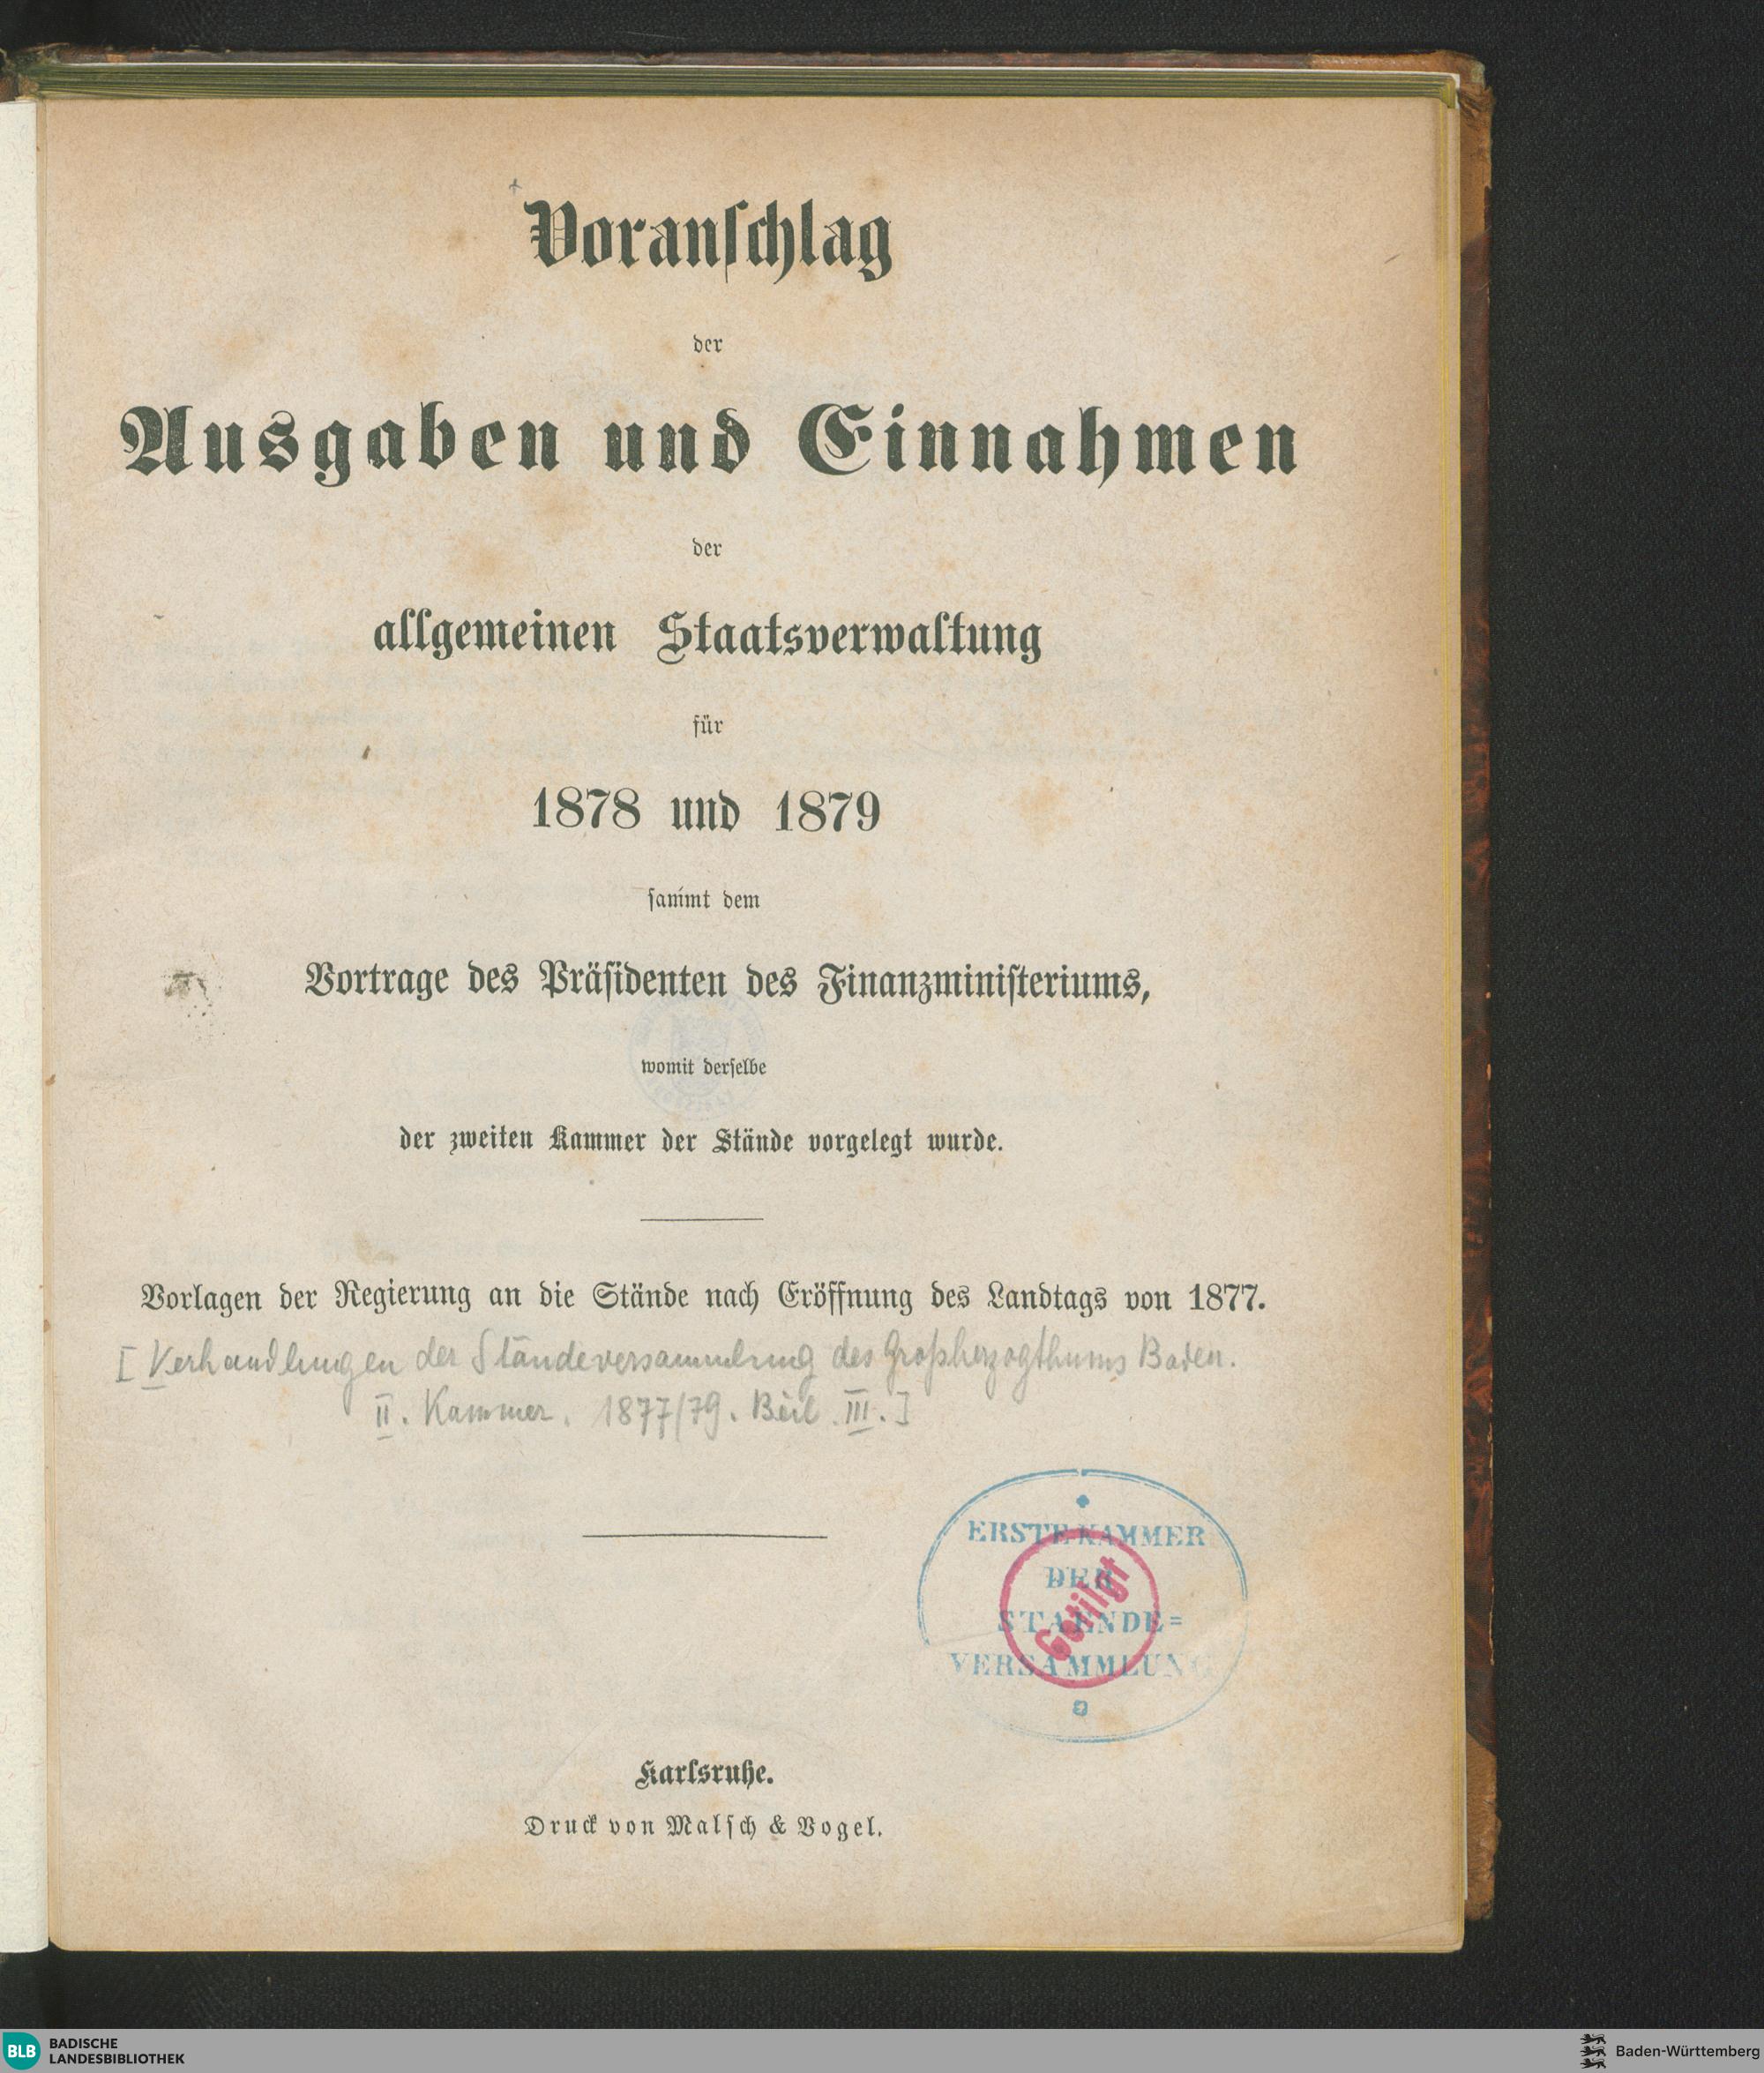 Voranſchlag
der
Ausgaben und Einnahmen
der
allgemeinen Staatsverwaltung
für
1878 und 1879
ſammt dem
Vortrage des Präſidenten des Finanzminiſteriums,
womit derſelbe
der zweiten Kammer der Stände vorgelegt wurde.
Vorlagen der Regierung an die Stände nach Eröffnung des Landtags von 1877.
[Verhandlungen der Ständeversammlung des Großherzogthums Baden.
II. Kammer. 1877/79. Beil. III.]
ERSTE KAMMER
DER
STAENDE=
VERSAMMLUNG
Getilgt
Karlsruhe.
Druck von Malſch & Vogel.
BLB BADISCHE
LANDESBIBLIOTHEK
Baden-Württemberg